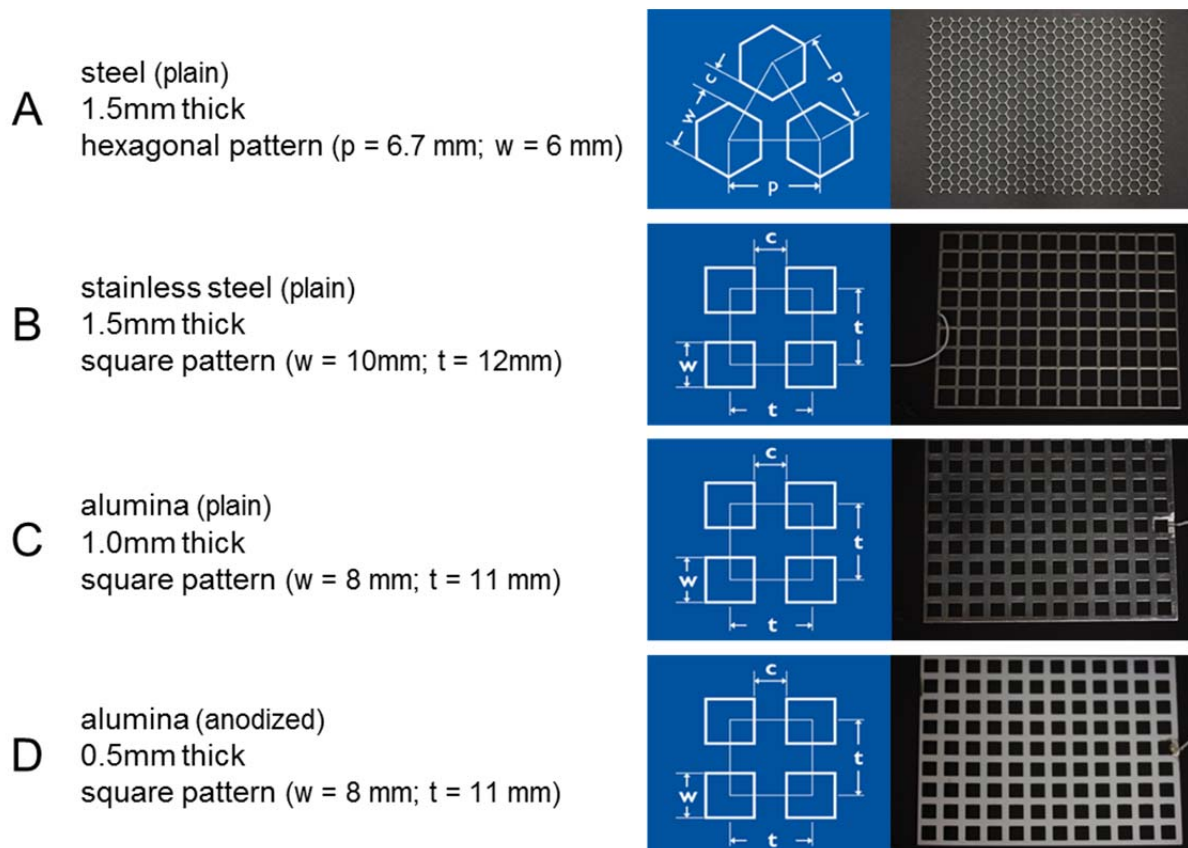 A
steel (plain)
1.5mm thick
hexagonal pattern (p = 6.7 mm; w = 6 mm)
c
w
p
p
B
stainless steel (plain)
1.5mm thick
square pattern (w = 10mm; t = 12mm)
c
t
w
t
C
alumina (plain)
1.0mm thick
square pattern (w = 8 mm; t = 11 mm)
c
t
w
t
D
alumina (anodized)
0.5mm thick
square pattern (w = 8 mm; t = 11 mm)
c
t
w
t